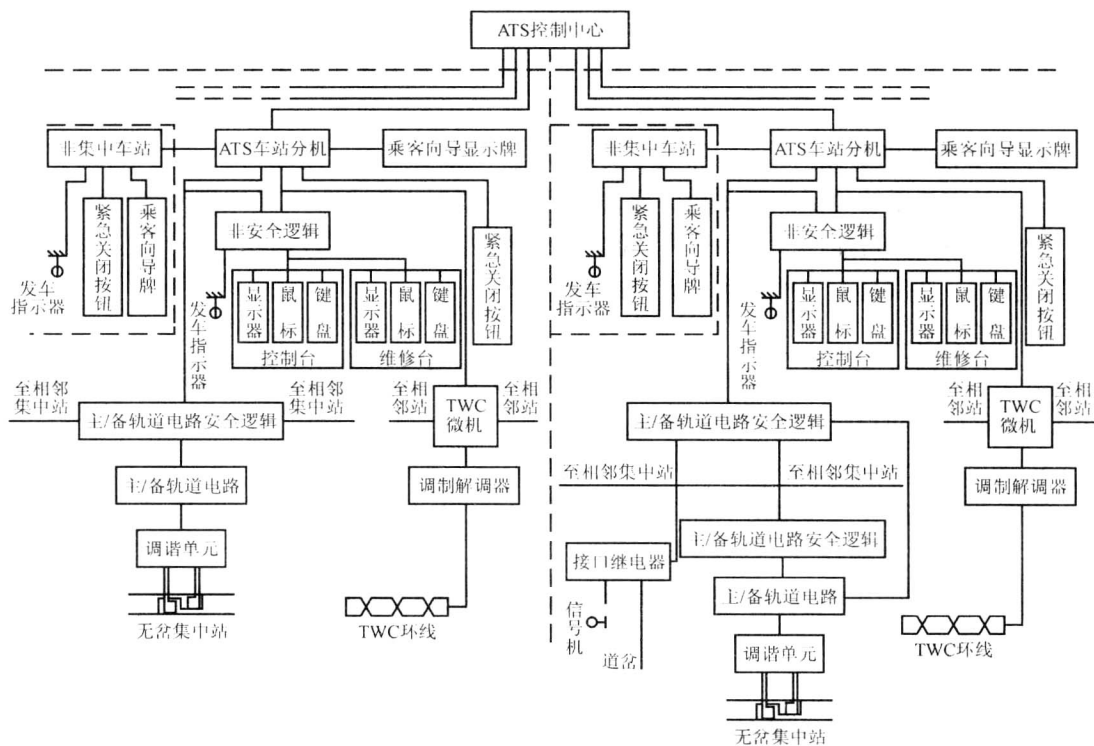 ATS控制中心
非集中车站
ATS车站分机
乘客向导显示牌
紧急关闭按钮
乘客向导牌
发车
指示器
非安全逻辑
显示器
鼠标
键盘
控制台
显示器
鼠标
键盘
维修台
紧急关闭按钮
发车指示器
至相邻
集中站
至相邻
集中站
主/备轨道电路安全逻辑
至相
邻站
TWC
微机
至相
邻站
主/备轨道电路
调制解调器
调谐单元
无岔集中站
TWC环线
非集中车站
ATS车站分机
乘客向导显示牌
紧急关闭按钮
乘客向导牌
发车
指示器
非安全逻辑
显示器
鼠标
键盘
控制台
显示器
鼠标
键盘
维修台
紧急关闭按钮
发车指示器
主/备轨道电路安全逻辑
至相
邻站
TWC
微机
至相
邻站
至相邻集中站
至相邻集中站
调制解调器
主/备轨道电路安全逻辑
接口继电器
主/备轨道电路
信号机
道岔
调谐单元
TWC环线
无岔集中站